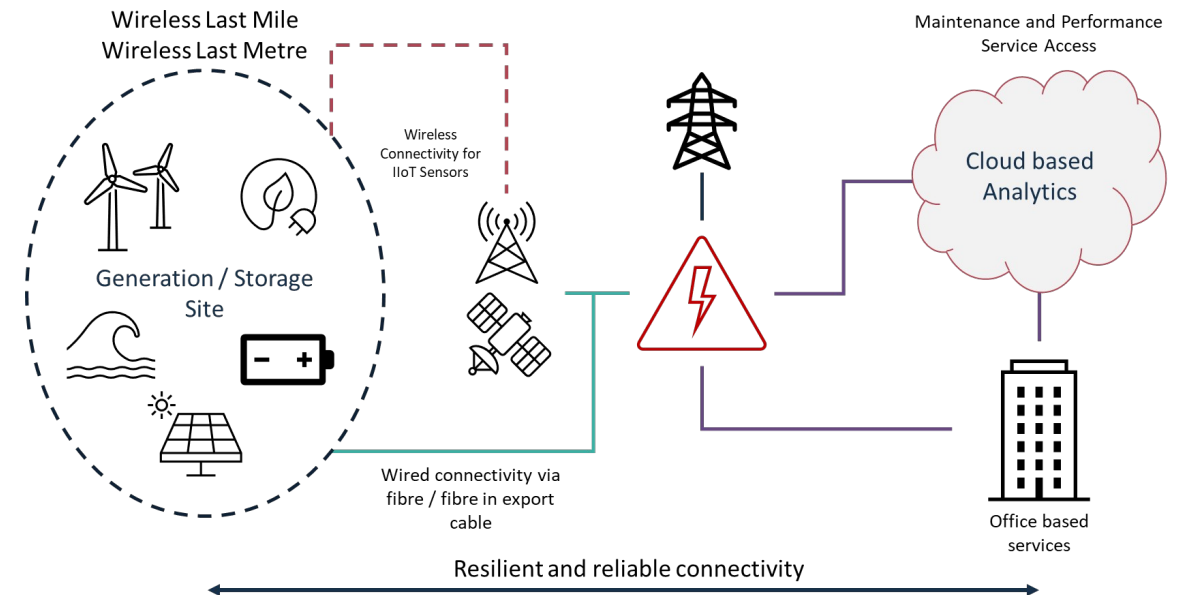 Wireless Last Mile
Wireless Last Metre
Maintenance and Performance
Service Access
Wireless
Connectivity for
IIoT Sensors
Cloud based
Analytics
Generation / Storage
Site
Wired connectivity via
fibre / fibre in export
cable
Office based
services
Resilient and reliable connectivity